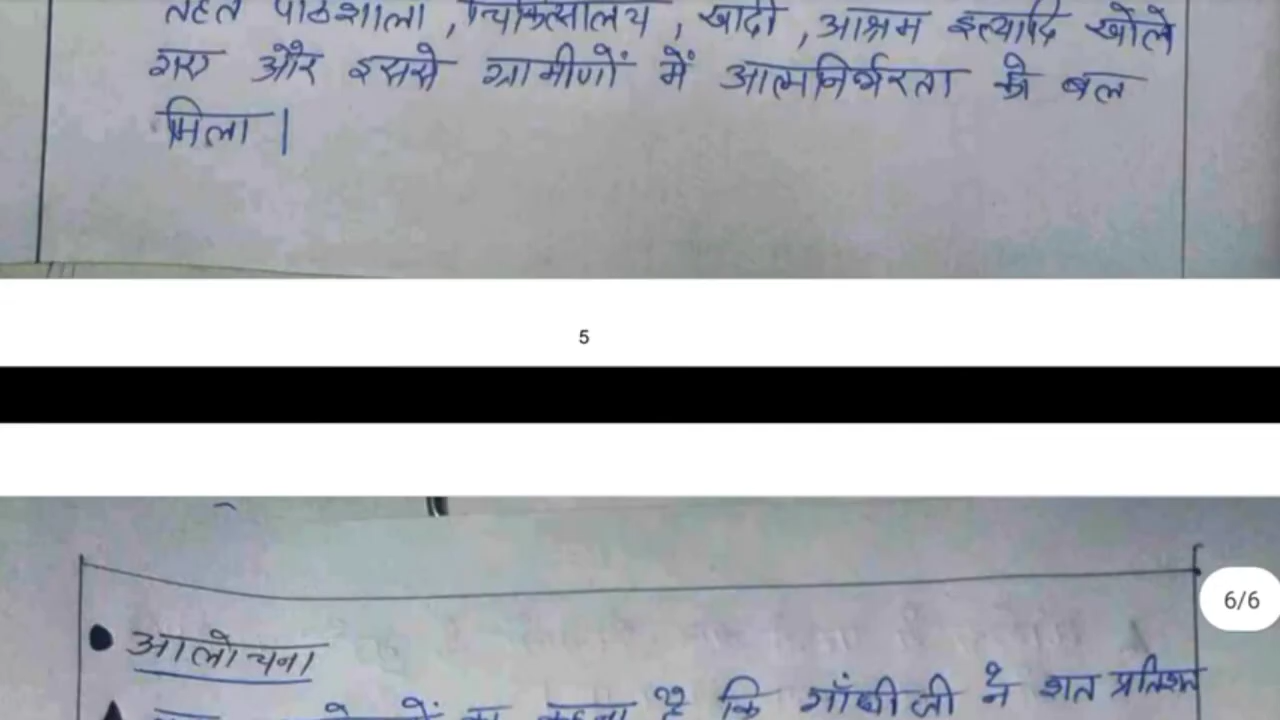 तहत पाठशाला , चिकित्सालय , खादी , आश्रम इत्यादि खोले
गए और इससे ग्रामीणों में आत्मनिर्भरता को बल
मिला |
5
6/6
आलोचना
कहना है कि गाँधीजी ने शत प्रतिशत